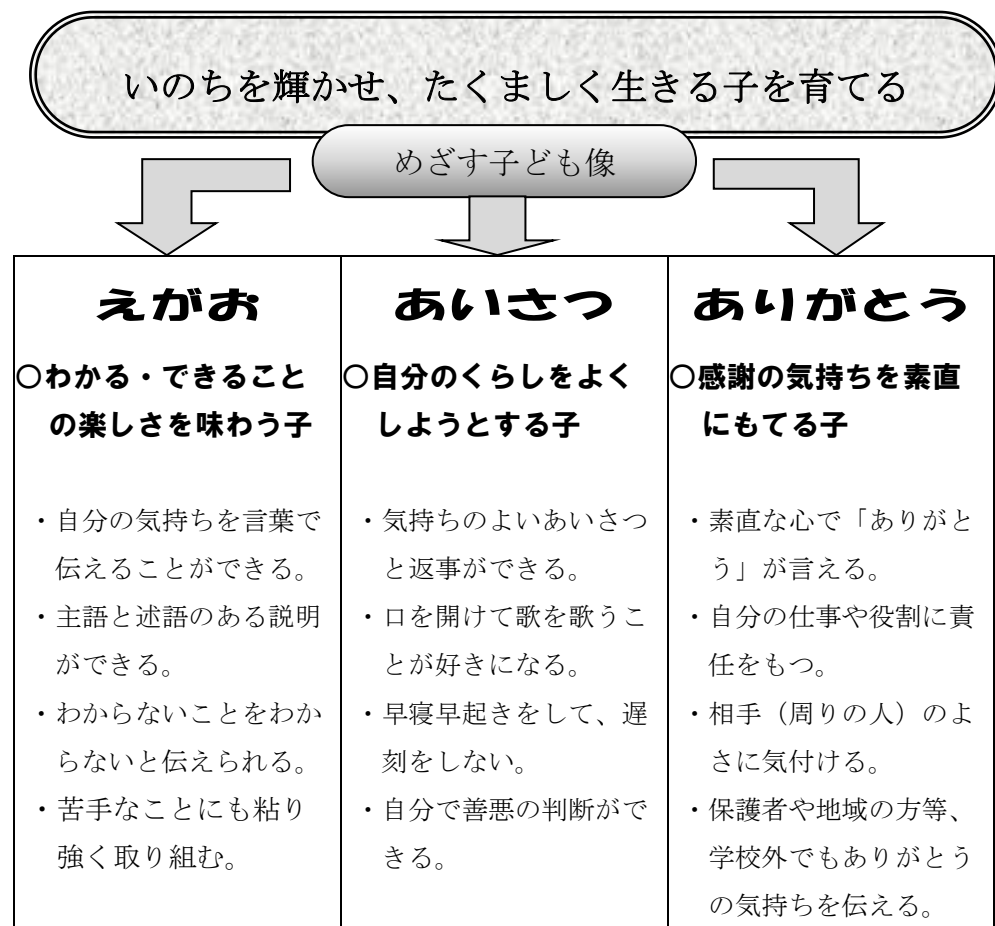 いのちを輝かせ、たくましく生きる子を育てる
めざす子ども像
えがお
○わかる・できること
の楽しさを味わう子
・自分の気持ちを言葉で
伝えることができる。
・主語と述語のある説明
ができる。
・わからないことをわか
らないと伝えられる。
・苦手なことにも粘り
強く取り組む。
あいさつ
○自分のくらしをよく
しようとする子
・気持ちのよいあいさつ
と返事ができる。
・口を開けて歌を歌うこ
とが好きになる。
・早寝早起きをして、遅
刻をしない。
・自分で善悪の判断がで
きる。
ありがとう
○感謝の気持ちを素直
にもてる子
・素直な心で「ありがと
う」が言える。
・自分の仕事や役割に責
任をもつ。
・相手（周りの人）のよ
さに気付ける。
・保護者や地域の方等、
学校外でもありがとう
の気持ちを伝える。